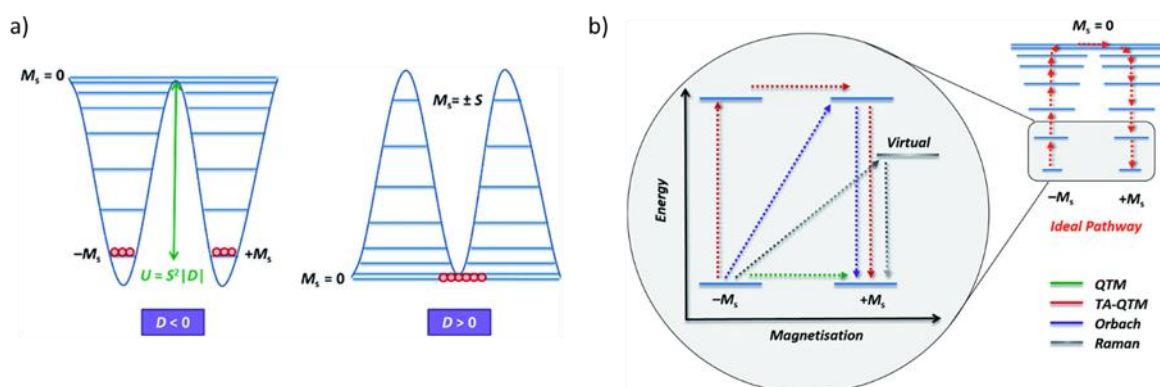 a)
Mₛ = 0
Mₛ = ± S
–Mₛ
+Mₛ
U = S²|D|
Mₛ = 0
D < 0
D > 0
b)
Mₛ = 0
Virtual
Energy
–Mₛ
+Mₛ
Magnetisation
–Mₛ
+Mₛ
Ideal Pathway
QTM
TA-QTM
Orbach
Raman